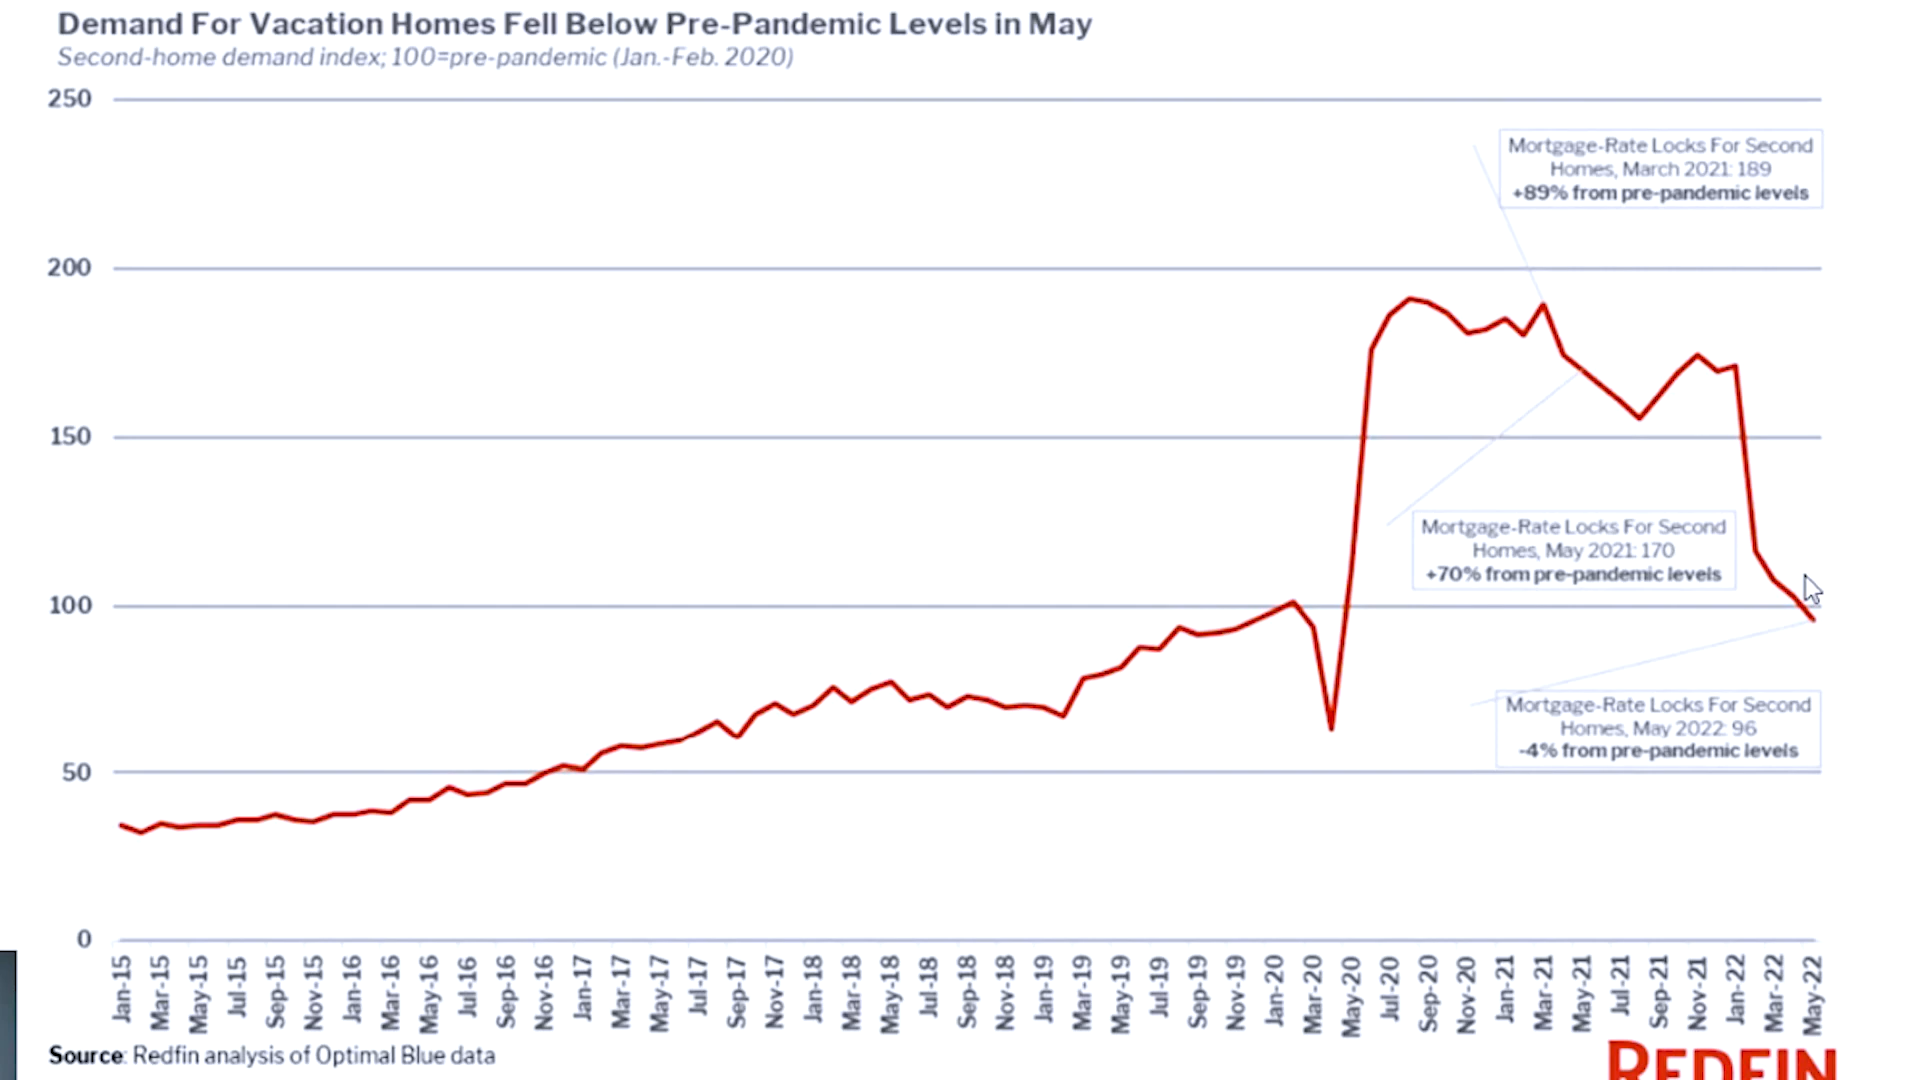 Demand For Vacation Homes Fell Below Pre-Pandemic Levels in May
Second-home demand index; 100=pre-pandemic (Jan.-Feb. 2020)
250
200
150
100
50
0
Mortgage-Rate Locks For Second
Homes, March 2021: 189
+89% from pre-pandemic levels
Mortgage-Rate Locks For Second
Homes, May 2021: 170
+70% from pre-pandemic levels
Mortgage-Rate Locks For Second
Homes, May 2022: 96
-4% from pre-pandemic levels
Jan-15
Mar-15
May-15
Jul-15
Sep-15
Nov-15
Jan-16
Mar-16
May-16
Jul-16
Sep-16
Nov-16
Jan-17
Mar-17
May-17
Jul-17
Sep-17
Nov-17
Jan-18
Mar-18
May-18
Jul-18
Sep-18
Nov-18
Jan-19
Mar-19
May-19
Jul-19
Sep-19
Nov-19
Jan-20
Mar-20
May-20
Jul-20
Sep-20
Nov-20
Jan-21
Mar-21
May-21
Jul-21
Sep-21
Nov-21
Jan-22
Mar-22
May-22
Source: Redfin analysis of Optimal Blue data
REDFIN